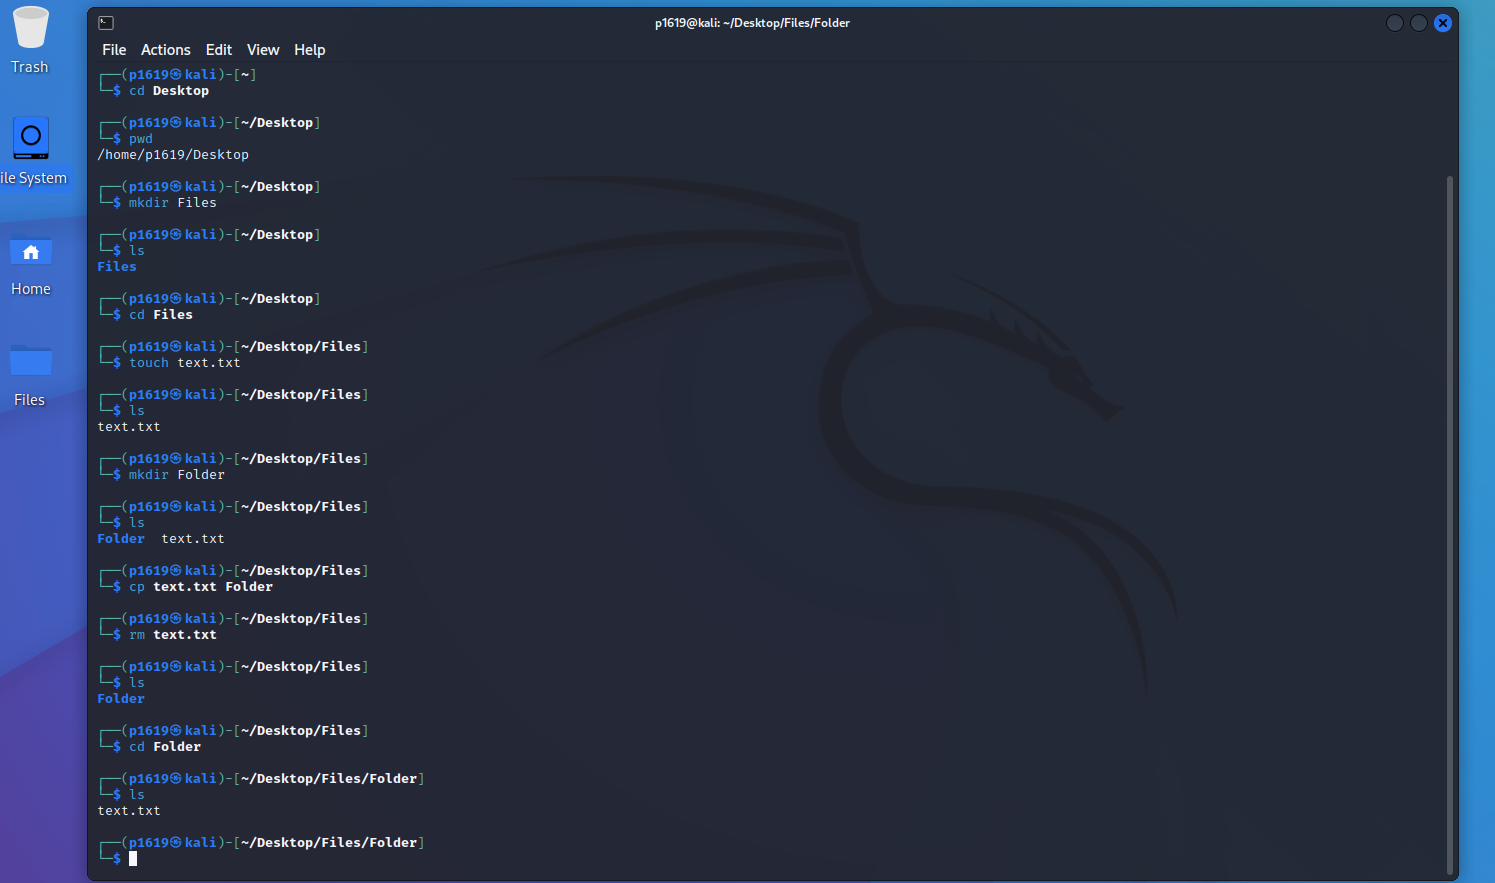 Trash
ile System
Home
Files
p1619@kali: ~/Desktop/Files/Folder
File Actions Edit View Help
┌──(p1619㉿kali)-[~]
└─$ cd Desktop
┌──(p1619㉿kali)-[~/Desktop]
└─$ pwd
/home/p1619/Desktop
┌──(p1619㉿kali)-[~/Desktop]
└─$ mkdir Files
┌──(p1619㉿kali)-[~/Desktop]
└─$ ls
Files
┌──(p1619㉿kali)-[~/Desktop]
└─$ cd Files
┌──(p1619㉿kali)-[~/Desktop/Files]
└─$ touch text.txt
┌──(p1619㉿kali)-[~/Desktop/Files]
└─$ ls
text.txt
┌──(p1619㉿kali)-[~/Desktop/Files]
└─$ mkdir Folder
┌──(p1619㉿kali)-[~/Desktop/Files]
└─$ ls
Folder  text.txt
┌──(p1619㉿kali)-[~/Desktop/Files]
└─$ cp text.txt Folder
┌──(p1619㉿kali)-[~/Desktop/Files]
└─$ rm text.txt
┌──(p1619㉿kali)-[~/Desktop/Files]
└─$ ls
Folder
┌──(p1619㉿kali)-[~/Desktop/Files]
└─$ cd Folder
┌──(p1619㉿kali)-[~/Desktop/Files/Folder]
└─$ ls
text.txt
┌──(p1619㉿kali)-[~/Desktop/Files/Folder]
└─$